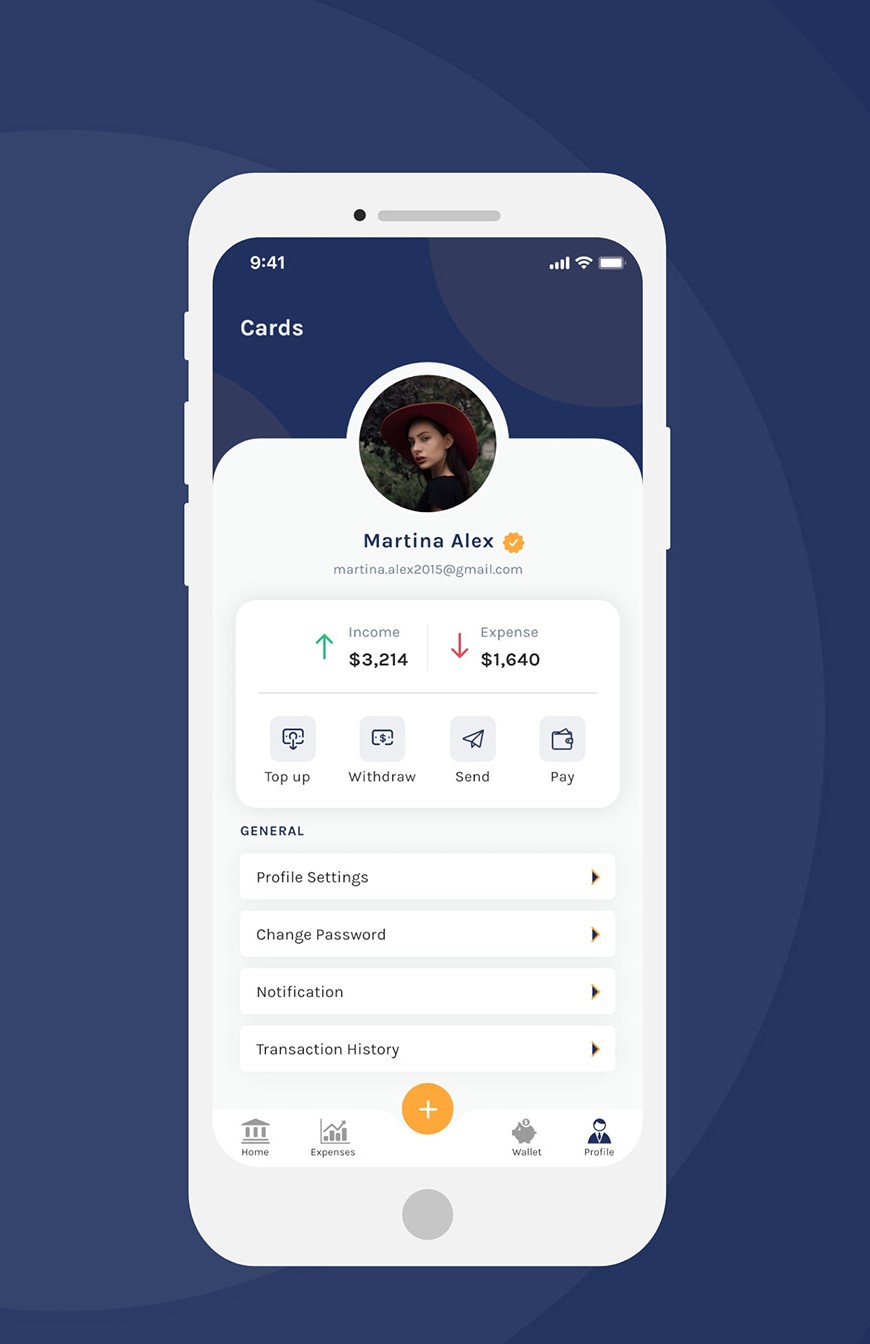 9:41
Cards
Martina Alex
martina.alex2015@gmail.com
Income
$3,214
Expense
$1,640
Top up
Withdraw
Send
Pay
GENERAL
Profile Settings
Change Password
Notification
Transaction History
Home
Expenses
Wallet
Profile